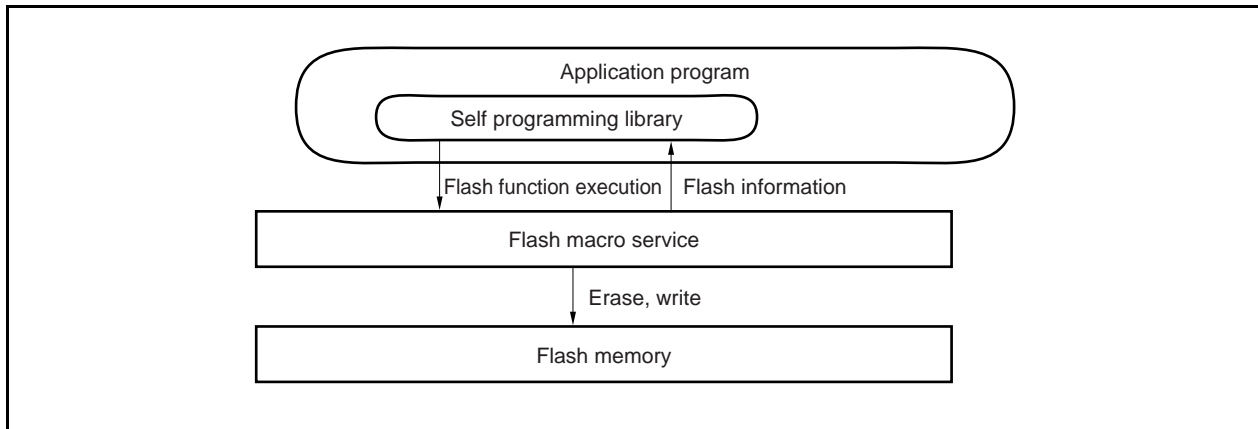 Application program
Self programming library
Flash function execution
Flash information
Flash macro service
Erase, write
Flash memory